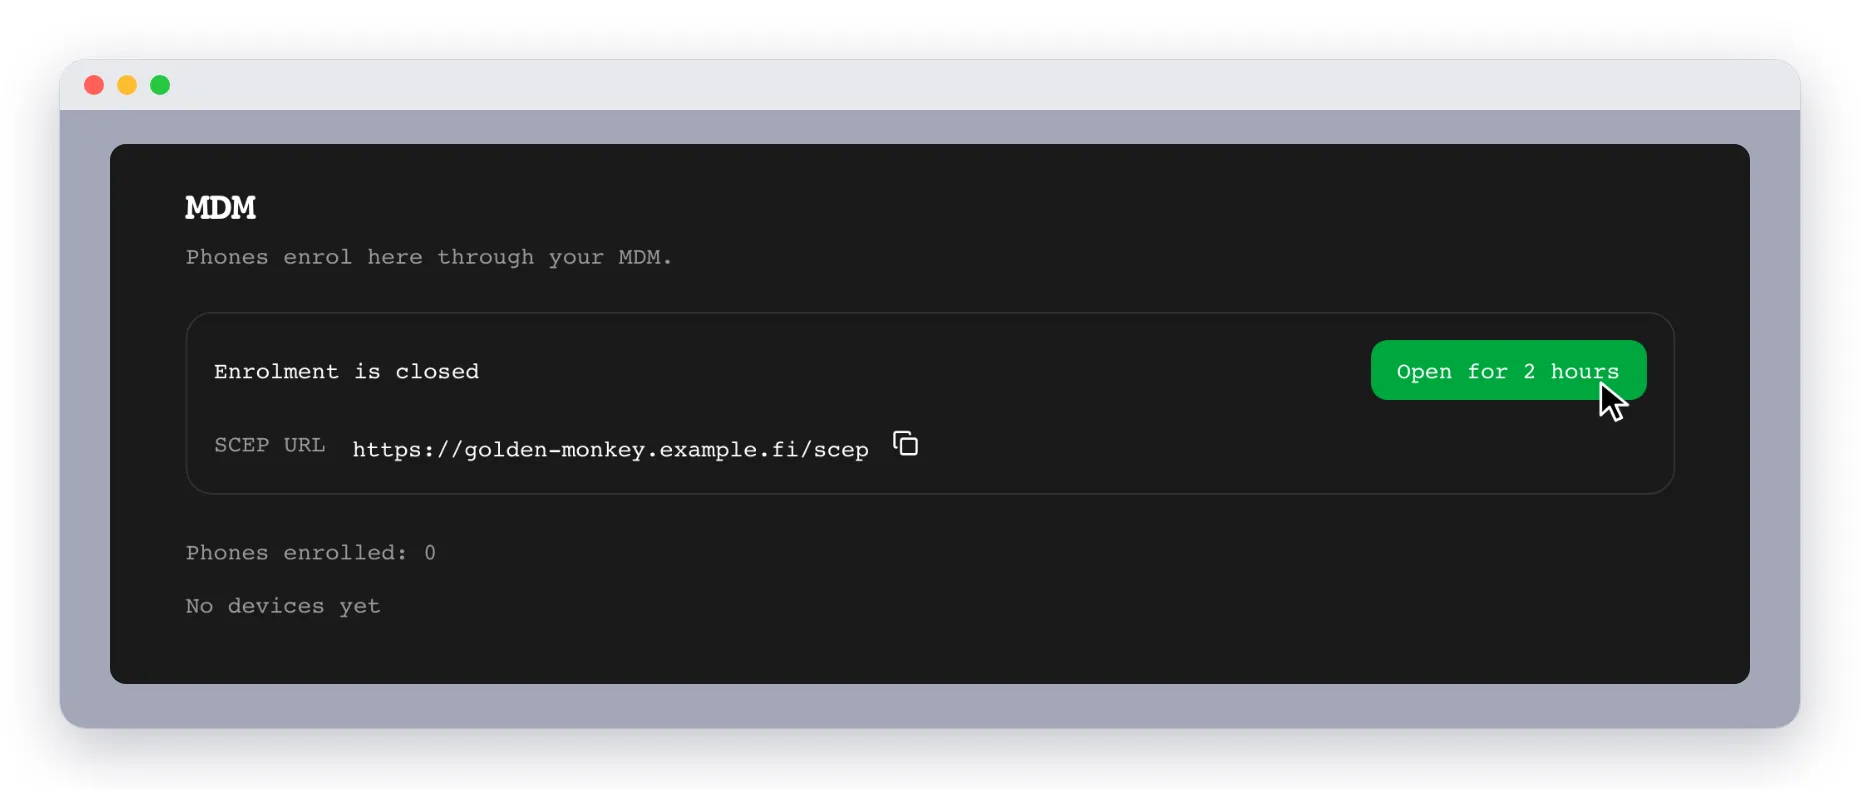 MDM
Phones enrol here through your MDM.
Enrolment is closed
Open for 2 hours
SCEP URL https://golden-monkey.example.fi/scep
Phones enrolled: 0
No devices yet